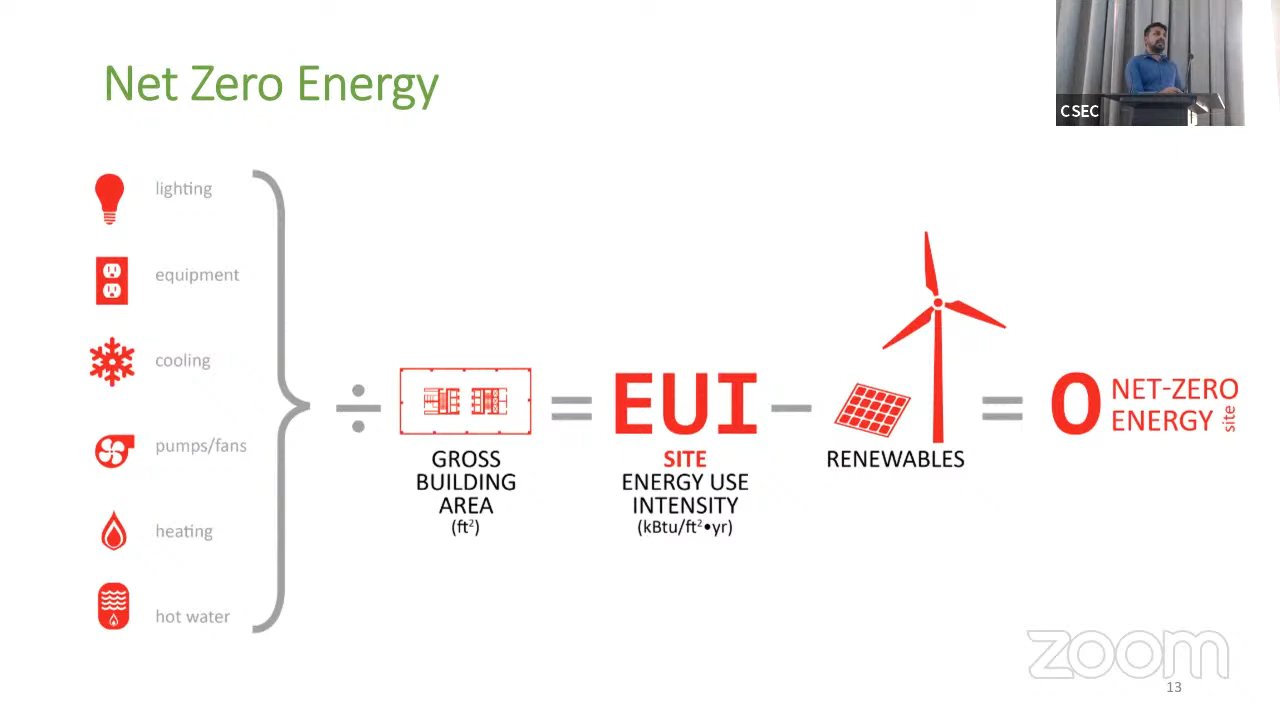 Net Zero Energy
CSEC
lighting
equipment
cooling
pumps/fans
heating
hot water
÷
GROSS
BUILDING
AREA
(ft²)
=
EUI
SITE
ENERGY USE
INTENSITY
(kBtu/ft²•yr)
–
RENEWABLES
=
0
NET-ZERO
ENERGY site
zoom
13